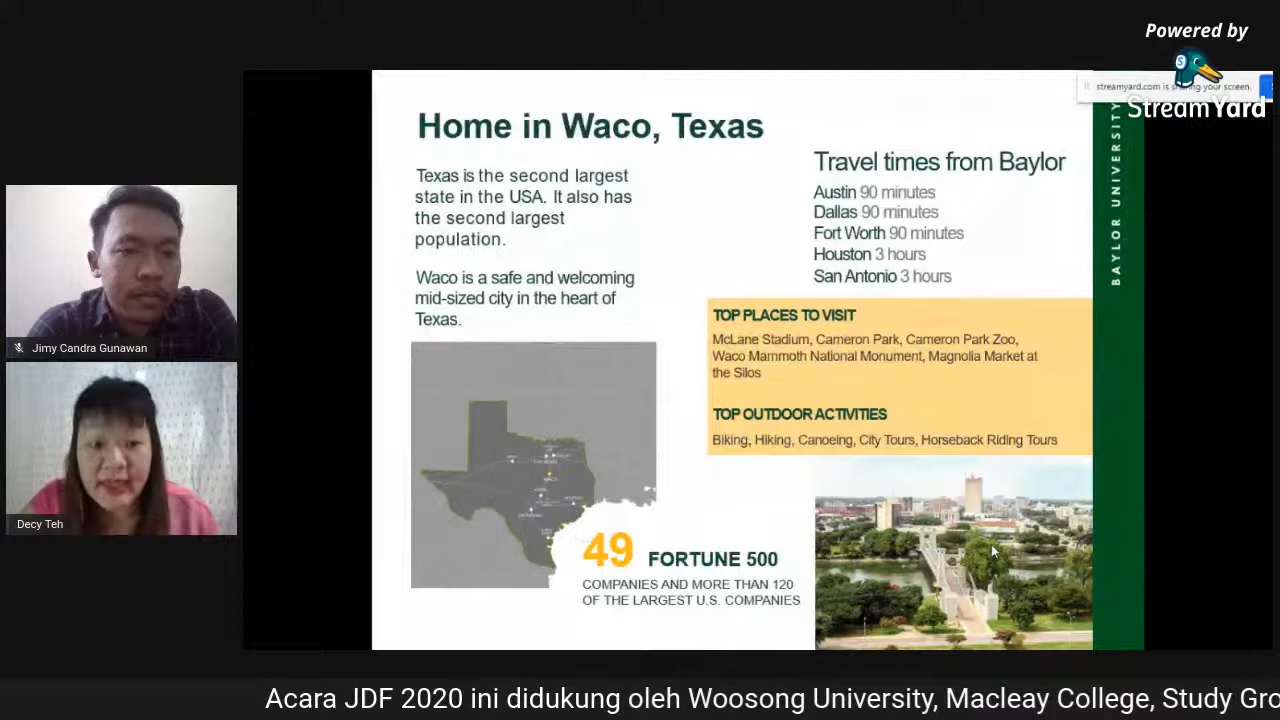 Powered by
StreamYard
streamyard.com is sharing your screen.
Home in Waco, Texas
Texas is the second largest
state in the USA. It also has
the second largest
population.
Waco is a safe and welcoming
mid-sized city in the heart of
Texas.
Travel times from Baylor
Austin 90 minutes
Dallas 90 minutes
Fort Worth 90 minutes
Houston 3 hours
San Antonio 3 hours
TOP PLACES TO VISIT
McLane Stadium, Cameron Park, Cameron Park Zoo,
Waco Mammoth National Monument, Magnolia Market at
the Silos
TOP OUTDOOR ACTIVITIES
Biking, Hiking, Canoeing, City Tours, Horseback Riding Tours
49 FORTUNE 500
COMPANIES AND MORE THAN 120
OF THE LARGEST U.S. COMPANIES
BAYLOR UNIVERSITY
Jimy Candra Gunawan
Decy Teh
Acara JDF 2020 ini didukung oleh Woosong University, Macleay College, Study Gro